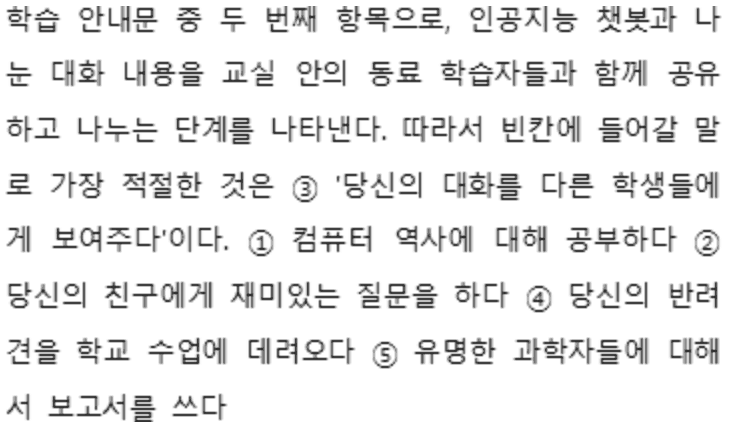 학습 안내문 중 두 번째 항목으로, 인공지능 챗봇과 나
눈 대화 내용을 교실 안의 동료 학습자들과 함께 공유
하고 나누는 단계를 나타낸다. 따라서 빈칸에 들어갈 말
로 가장 적절한 것은 ③ '당신의 대화를 다른 학생들에
게 보여주다'이다. ① 컴퓨터 역사에 대해 공부하다 ②
당신의 친구에게 재미있는 질문을 하다 ④ 당신의 반려
견을 학교 수업에 데려오다 ⑤ 유명한 과학자들에 대해
서 보고서를 쓰다